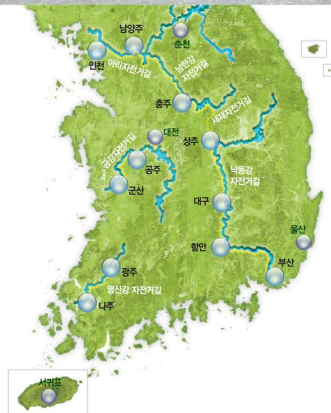 남양주
춘천
인천
아라자전거길
남한강
자전거길
충주
새재자전거길
대전
상주
금강자전거길
공주
낙동강
자전거길
군산
대구
울산
함안
광주
부산
영산강 자전거길
나주
서귀포